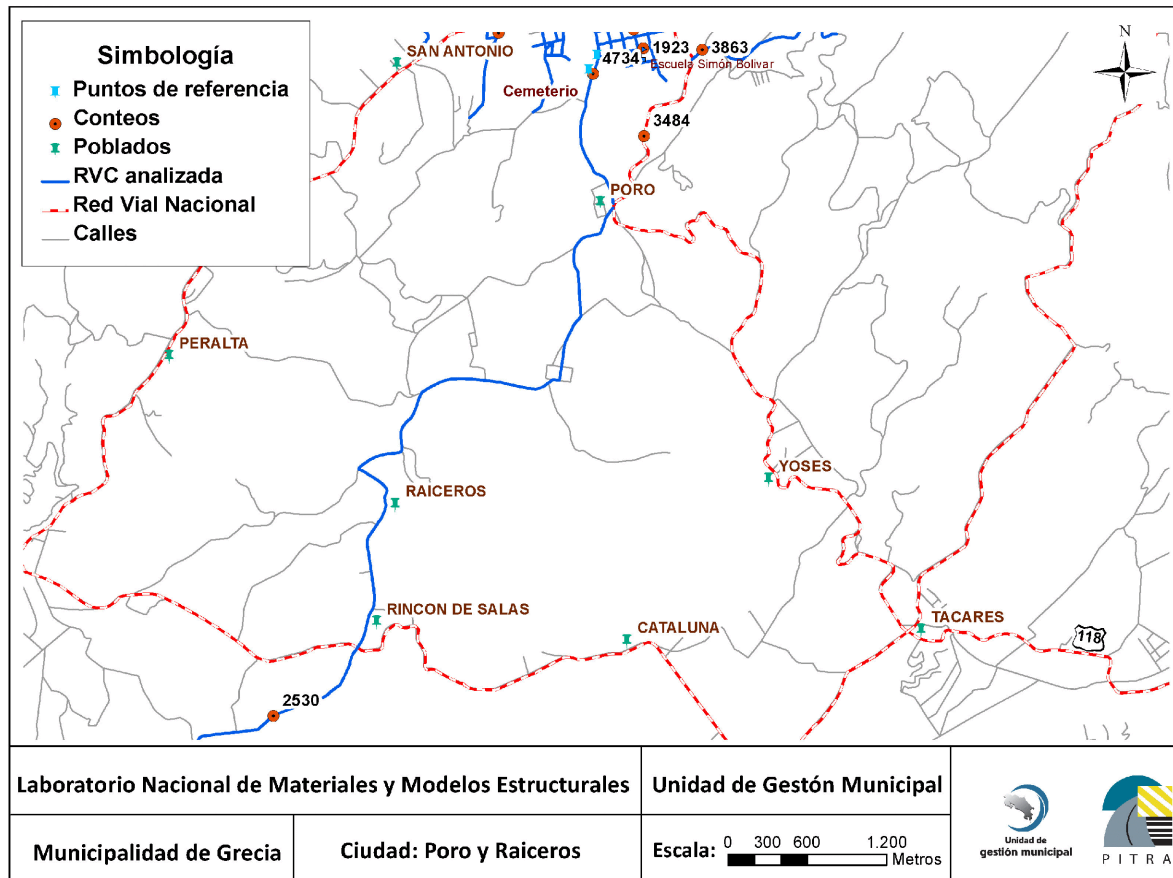 Simbología
Puntos de referencia
Conteos
Poblados
RVC analizada
Red Vial Nacional
Calles
SAN ANTONIO
4734
1923
3863
Escuela Simón Bolivar
Cemeterio
N
3484
PORO
PERALTA
YOSES
RAICEROS
RINCON DE SALAS
CATALUNA
TACARES
118
2530
Laboratorio Nacional de Materiales y Modelos Estructurales
Unidad de Gestón Municipal
Municipalidad de Grecia
Ciudad: Poro y Raiceros
Escala:
0 300 600 1.200
Metros
Unidad de
gestión municipal
PITRA